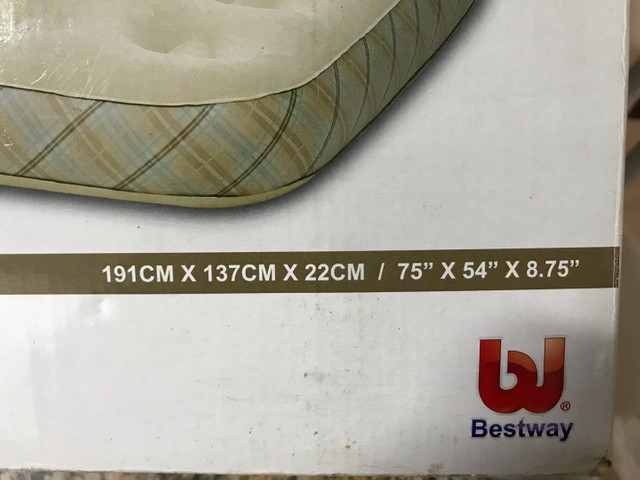 191CM X 137CM X 22CM / 75” X 54” X 8.75”
®
Bestway